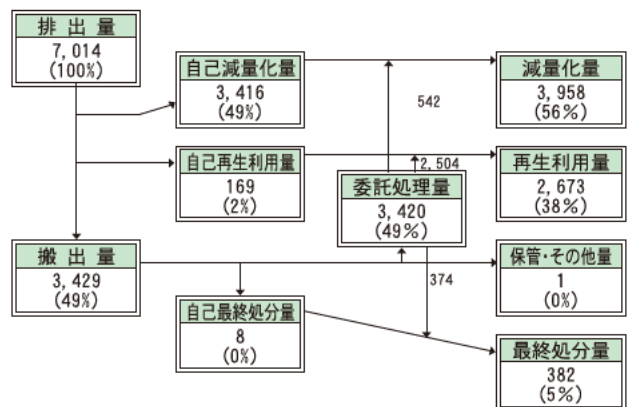 排出量
7,014
(100%)
自己減量化量
3,416
(49%)
542
減量化量
3,958
(56%)
自己再生利用量
169
(2%)
2,504
再生利用量
2,673
(38%)
委託処理量
3,420
(49%)
搬出量
3,429
(49%)
374
保管・その他量
1
(0%)
自己最終処分量
8
(0%)
最終処分量
382
(5%)